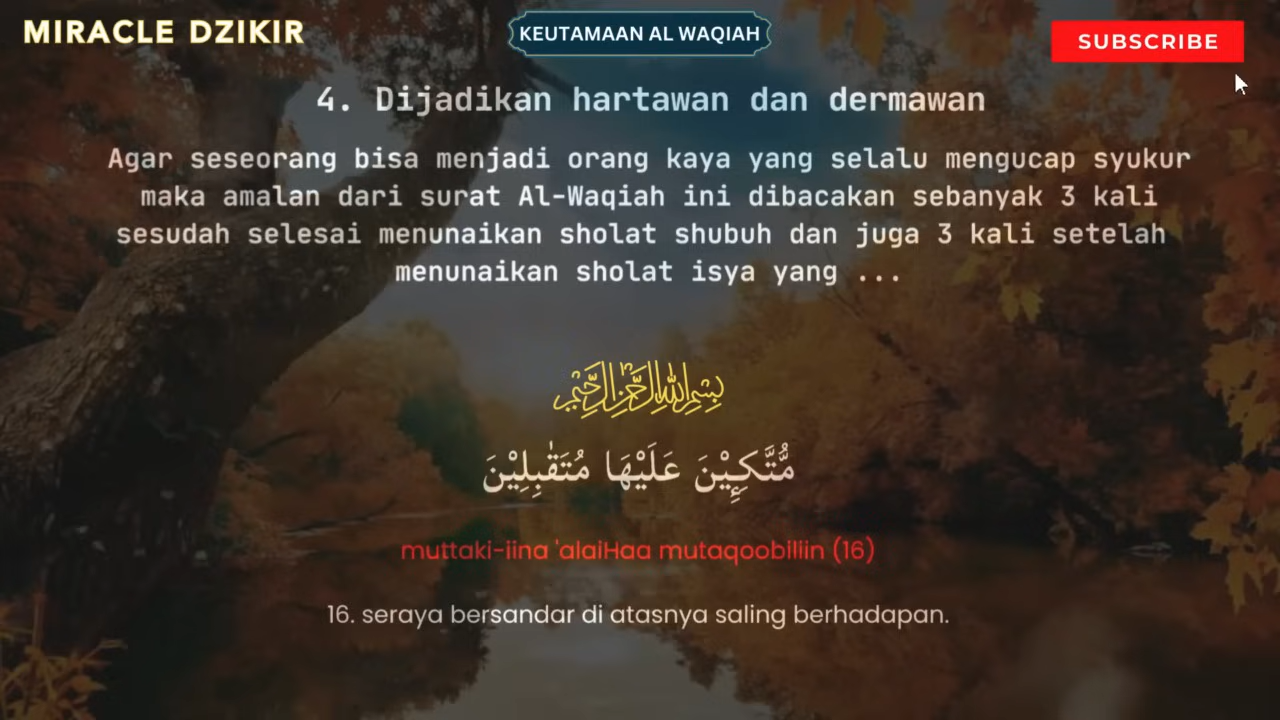 MIRACLE DZIKIR
KEUTAMAAN AL WAQIAH
SUBSCRIBE
4. Dijadikan hartawan dan dermawan
Agar seseorang bisa menjadi orang kaya yang selalu mengucap syukur
maka amalan dari surat Al-Waqiah ini dibacakan sebanyak 3 kali
sesudah selesai menunaikan sholat shubuh dan juga 3 kali setelah
menunaikan sholat isya yang ...
بِسْمِ اللهِ الرَّحْمٰنِ الرَّحِيْمِ
مُّتَّكِـِٕيْنَ عَلَيْهَا مُتَقٰبِلِيْنَ
muttaki-iina 'alaiHaa mutaqoobiliin (16)
16. seraya bersandar di atasnya saling berhadapan.